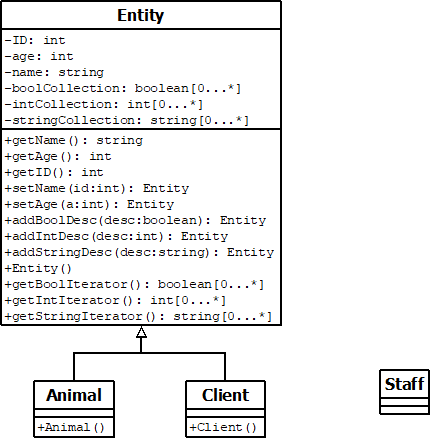 Entity
-ID: int
-age: int
-name: string
-boolCollection: boolean[0...*]
-intCollection: int[0...*]
-stringCollection: string[0...*]
+getName(): string
+getAge(): int
+getID(): int
+setName(id:int): Entity
+setAge(a:int): Entity
+addBoolDesc(desc:boolean): Entity
+addIntDesc(desc:int): Entity
+addStringDesc(desc:string): Entity
+Entity()
+getBoolIterator(): boolean[0...*]
+getIntIterator(): int[0...*]
+getStringIterator(): string[0...*]
Animal
+Animal()
Client
+Client()
Staff